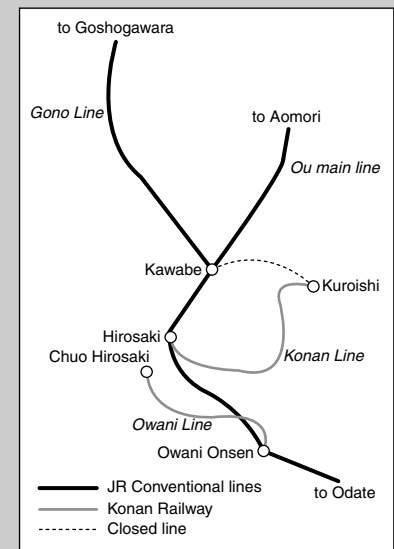 to Goshogawara
Gono Line
to Aomori
Ou main line
Kawabe
Kuroishi
Hirosaki
Chuo Hirosaki
Konan Line
Owani Line
Owani Onsen
JR Conventional lines
to Odate
Konan Railway
Closed line